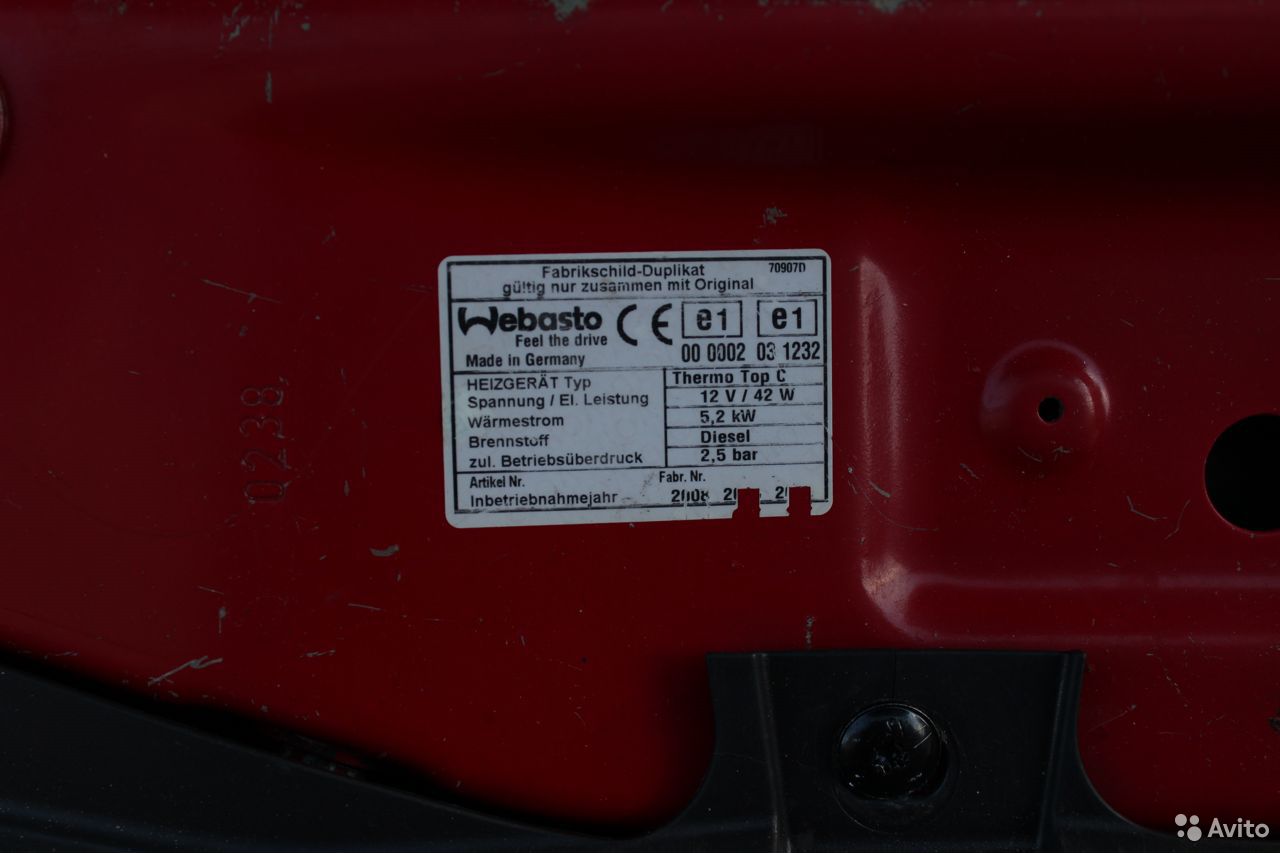 Fabrikschild-Duplikat 70907D
gültig nur zusammen mit Original
Webasto CE e1 e1
Feel the drive
Made in Germany 00 0002 03 1232
HEIZGERÄT Typ Thermo Top C
Spannung / El. Leistung 12 V / 42 W
Wärmestrom 5,2 kW
Brennstoff Diesel
zul. Betriebsüberdruck 2,5 bar
Artikel Nr. Fabr. Nr.
Inbetriebnahmejahr 2008
0238
Avito